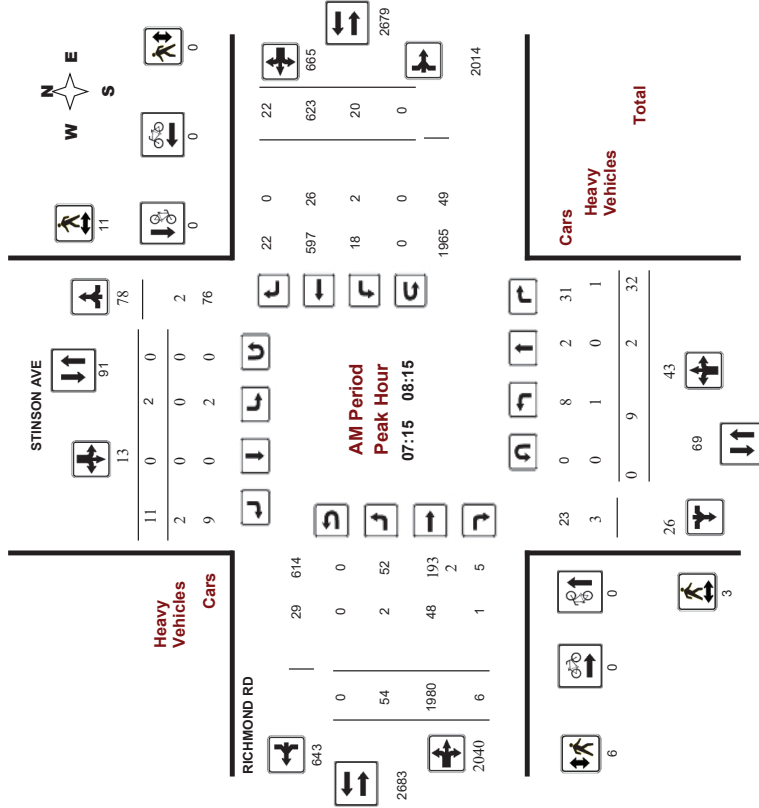 N
W E
S
STINSON AVE
91
13
78
11
0
0
0
0
11 0 2 0
2 0 0 0 2
9 0 2 0 76
Heavy
Vehicles
Cars
665
2679
2014
22 0 22
597 26 623
18 2 20
0 0 0
1965 49
AM Period
Peak Hour
07:15 08:15
RICHMOND RD
643
2683
2040
29 614
0 0 0
54 2 52
1980 48 193
2
6 1 5
Cars
Heavy
Vehicles
Total
23 0 8 2 31
3 0 1 0 1
0 9 2 32
26
69
43
0
0
6
3